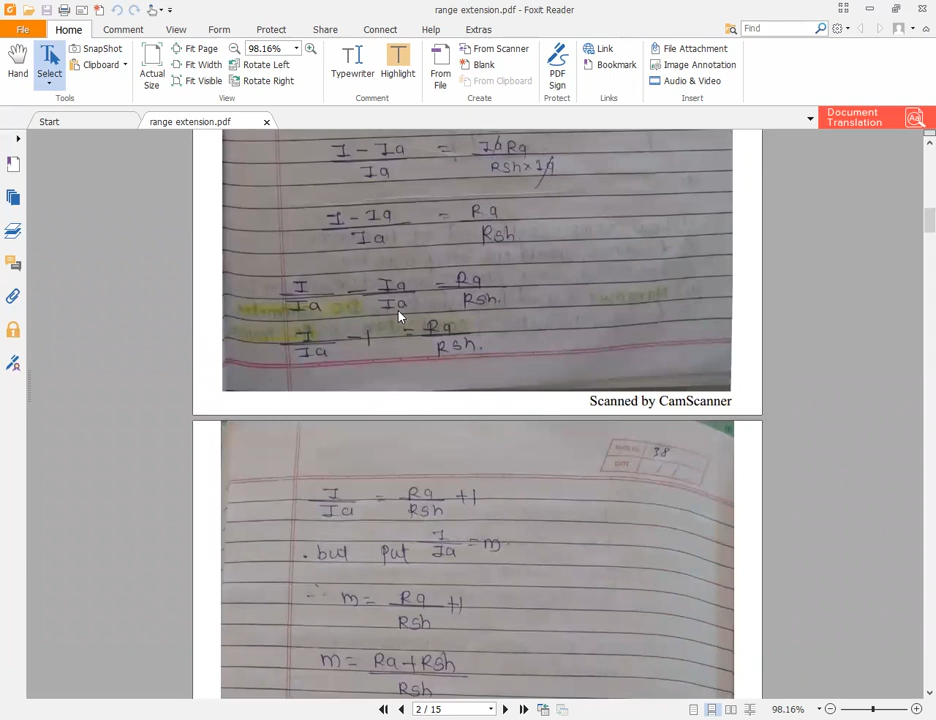 range extension.pdf - Foxit Reader
File Home Comment View Form Protect Share Connect Help Extras Find
Hand Select SnapShot Clipboard Actual Size Fit Page Fit Width Fit Visible 98.16% Rotate Left Rotate Right Typewriter Highlight From File From Scanner Blank From Clipboard PDF Sign Link Bookmark File Attachment Image Annotation Audio & Video
Tools View Comment Create Protect Links Insert
Start range extension.pdf Document Translation
I - Ia / Ia = Ia Ra / Rsh × Ia
I - Ia / Ia = Ra / Rsh
I / Ia - Ia / Ia = Ra / Rsh.
I / Ia - 1 = Ra / Rsh.
Scanned by CamScanner
38
DATE / /
I / Ia = Ra / Rsh + 1
. but put I / Ia = m
∴ m = Ra / Rsh + 1
m = Ra + Rsh / Rsh
2 / 15 98.16%